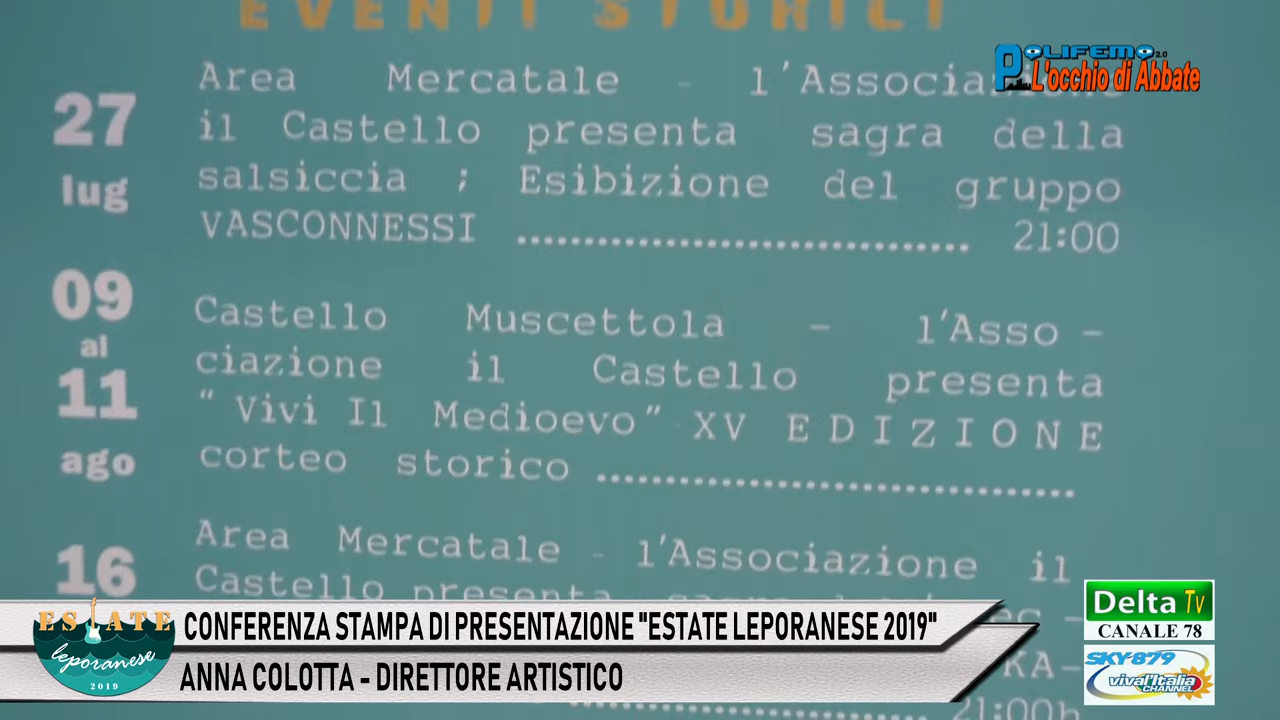 EVENTI STORICI
POLIFEMO 2.0
L'occhio di Abbate
27
lug
Area Mercatale - l'Associazione
il Castello presenta sagra della
salsiccia ; Esibizione del gruppo
VASCONNESSI ................................ 21:00
09
al
11
ago
Castello Muscettola - l'Asso -
ciazione il Castello presenta
" Vivi Il Medioevo" XV EDIZIONE
corteo storico ..................................
16
Area Mercatale - l'Associazione il
Castello presenta
KA-
21:00h
ESTATE
leporanese
2019
CONFERENZA STAMPA DI PRESENTAZIONE "ESTATE LEPORANESE 2019"
ANNA COLOTTA - DIRETTORE ARTISTICO
Delta Tv
CANALE 78
SKY-879
viva l'Italia
CHANNEL